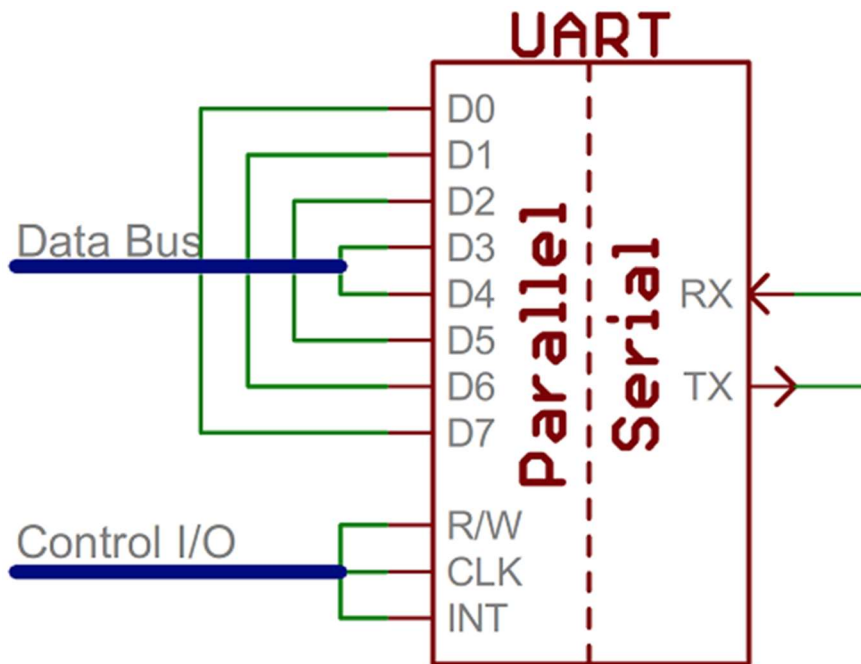 UART
D0
D1
D2
Data Bus
D3
D4
D5
D6
D7
Parallel
Serial
RX
TX
Control I/O
R/W
CLK
INT